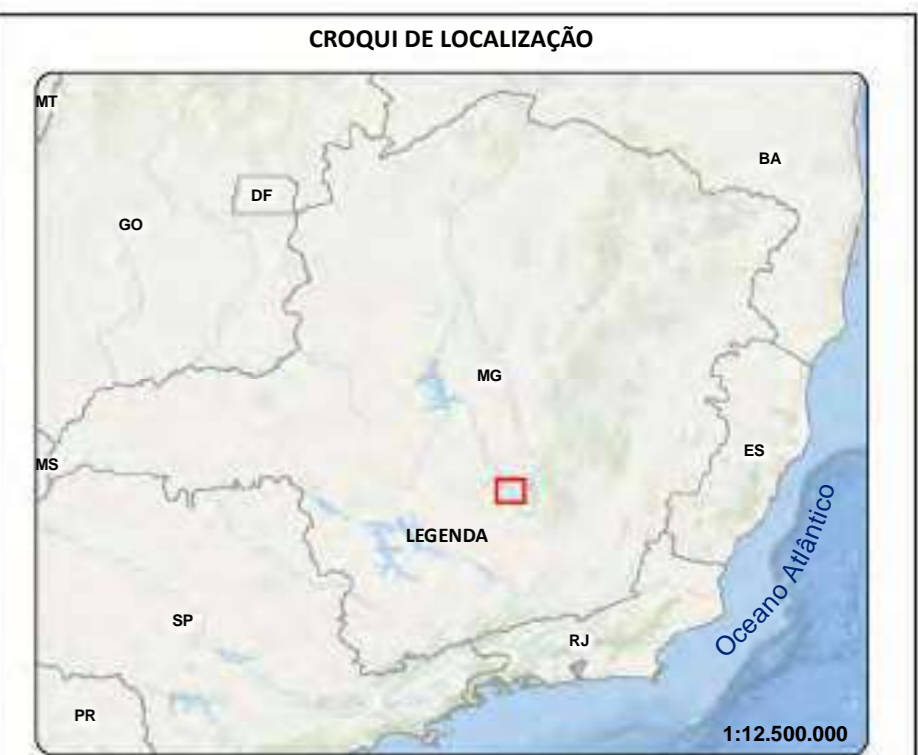 CROQUI DE LOCALIZAÇÃO
MT
BA
DF
GO
MG
MS
ES
LEGENDA
Oceano Atlântico
SP
RJ
PR
1:12.500.000